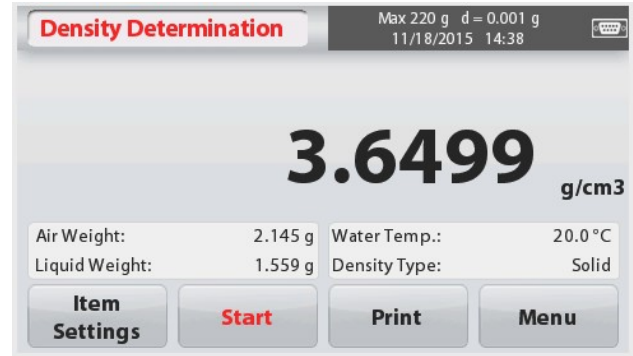 Density Determination
Max 220 g d = 0.001 g
11/18/2015 14:38
3.6499 g/cm3
Air Weight: 2.145 g Water Temp.: 20.0 °C
Liquid Weight: 1.559 g Density Type: Solid
Item Settings
Start
Print
Menu